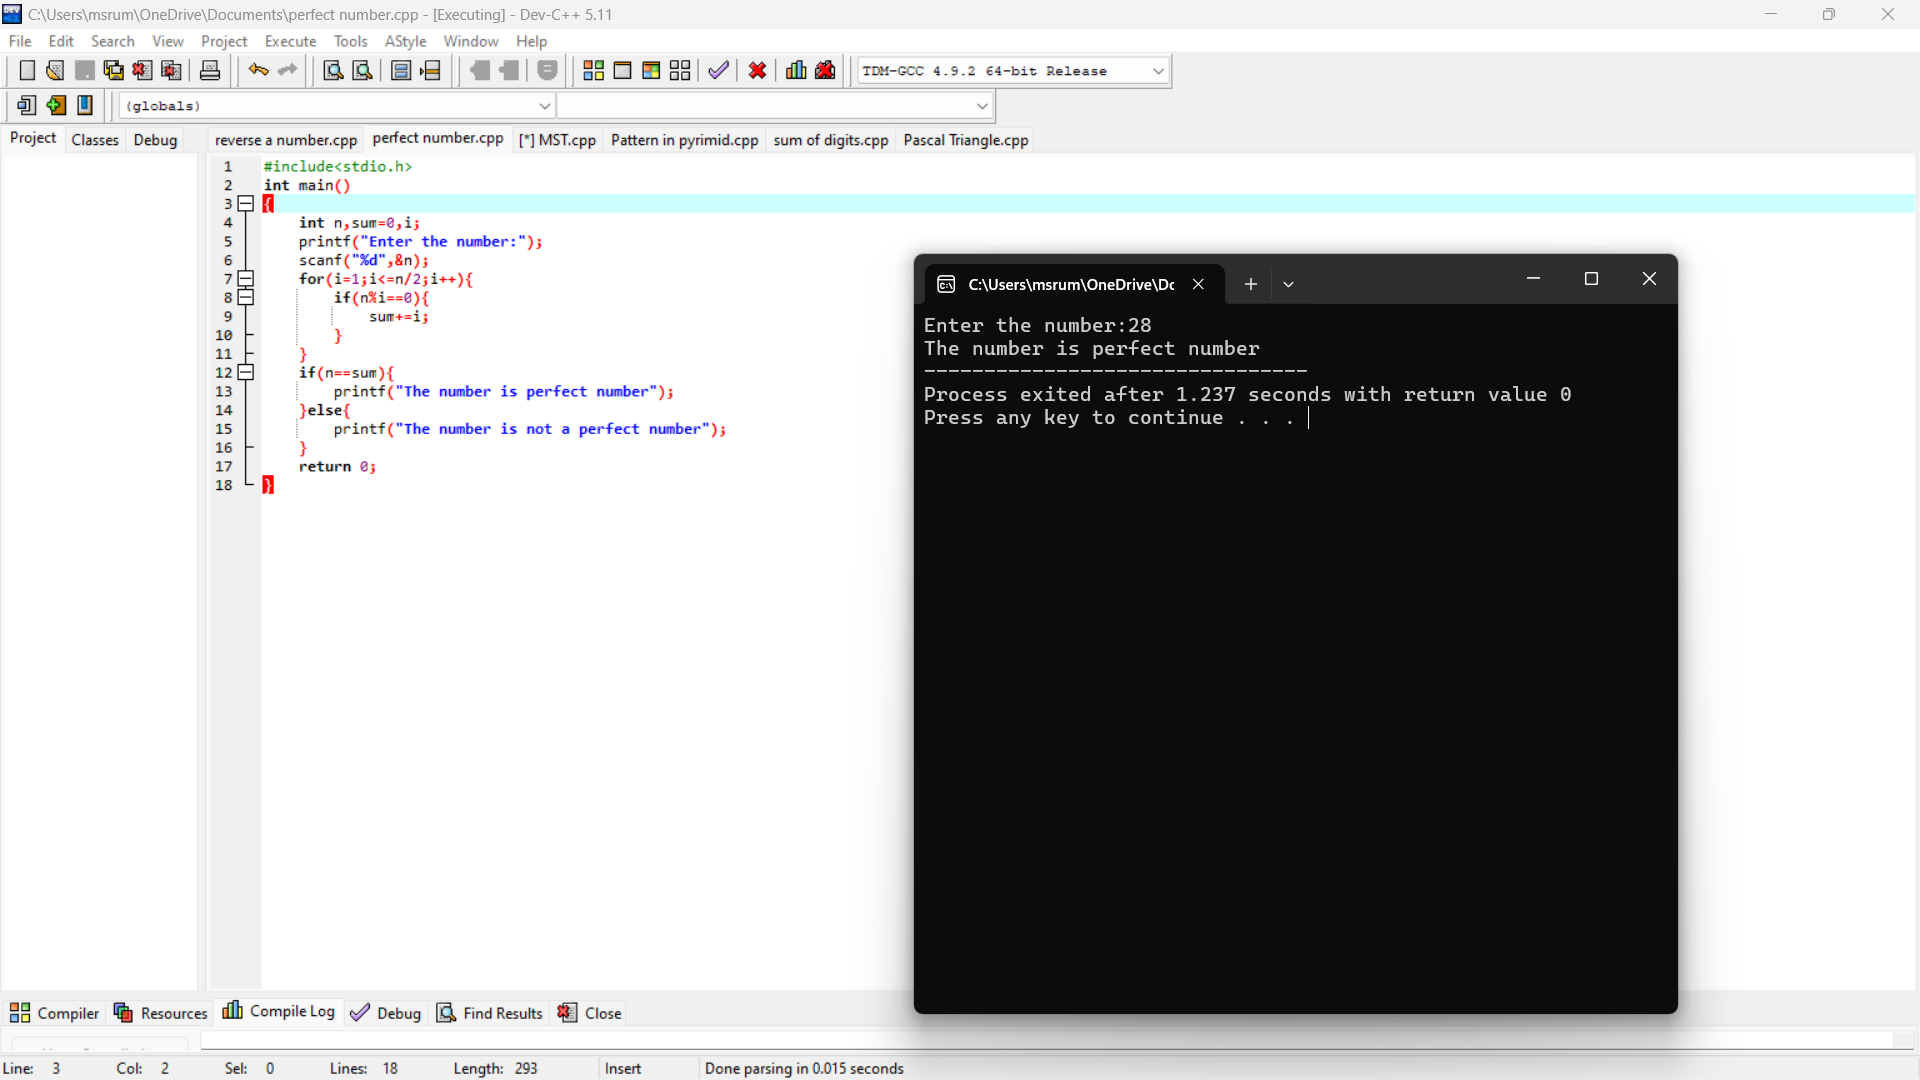 C:\Users\msrum\OneDrive\Documents\perfect number.cpp - [Executing] - Dev-C++ 5.11
File Edit Search View Project Execute Tools AStyle Window Help
TDM-GCC 4.9.2 64-bit Release
(globals)
Project Classes Debug
reverse a number.cpp perfect number.cpp [*] MST.cpp Pattern in pyrimid.cpp sum of digits.cpp Pascal Triangle.cpp
1 #include<stdio.h>
2 int main()
3 {
4 int n,sum=0,i;
5 printf("Enter the number:");
6 scanf("%d",&n);
7 for(i=1;i<=n/2;i++){
8 if(n%i==0){
9 sum+=i;
10 }
11 }
12 if(n==sum){
13 printf("The number is perfect number");
14 }else{
15 printf("The number is not a perfect number");
16 }
17 return 0;
18 }
C:\Users\msrum\OneDrive\Dc
Enter the number:28
The number is perfect number
--------------------------------
Process exited after 1.237 seconds with return value 0
Press any key to continue . . .
Compiler Resources Compile Log Debug Find Results Close
Line: 3 Col: 2 Sel: 0 Lines: 18 Length: 293 Insert Done parsing in 0.015 seconds